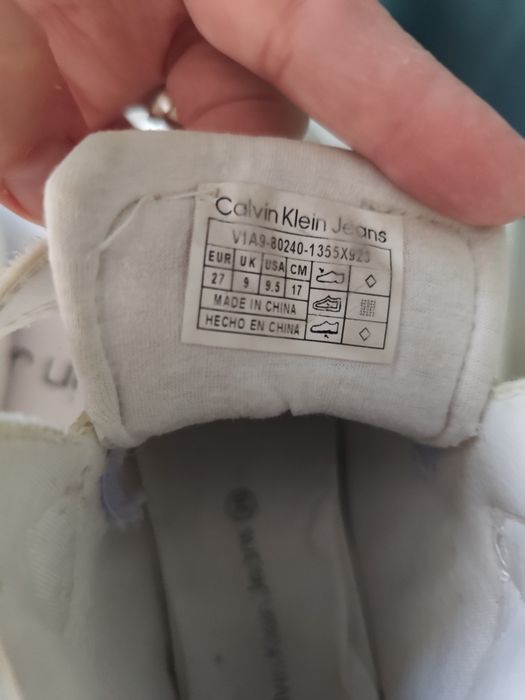 Calvin Klein Jeans
V1A9-80240-1355X923
EUR UK USA CM
27 9 9.5 17
MADE IN CHINA
HECHO EN CHINA